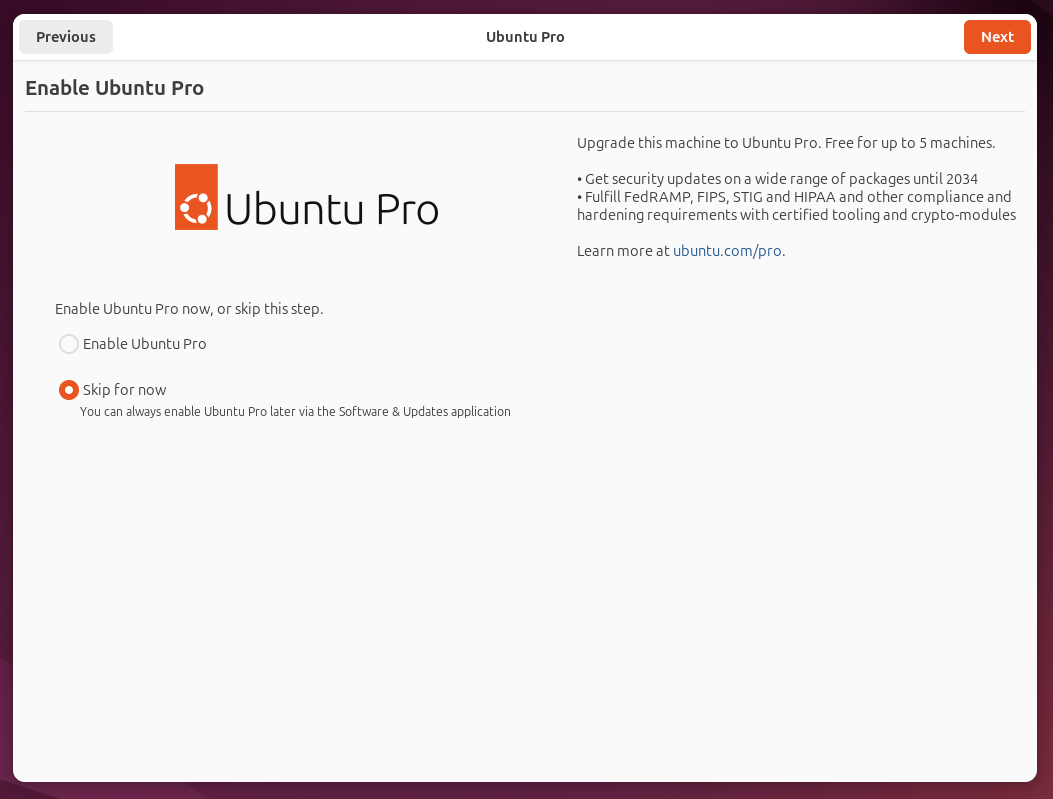 Previous
Ubuntu Pro
Next
Enable Ubuntu Pro
Ubuntu Pro
Upgrade this machine to Ubuntu Pro. Free for up to 5 machines.
• Get security updates on a wide range of packages until 2034
• Fulfill FedRAMP, FIPS, STIG and HIPAA and other compliance and
hardening requirements with certified tooling and crypto-modules
Learn more at ubuntu.com/pro.
Enable Ubuntu Pro now, or skip this step.
Enable Ubuntu Pro
Skip for now
You can always enable Ubuntu Pro later via the Software & Updates application